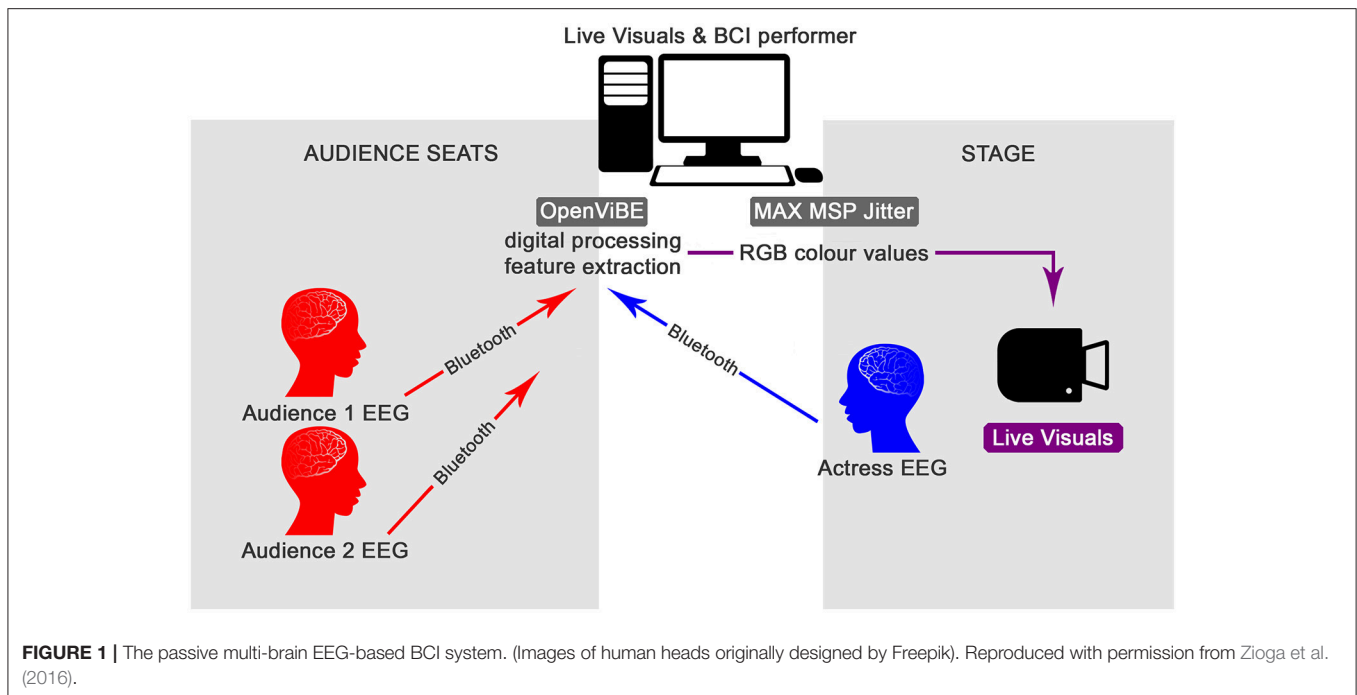 Live Visuals & BCI performer
AUDIENCE SEATS
STAGE
OpenViBE
MAX MSP Jitter
digital processing
feature extraction
RGB colour values
Bluetooth
Bluetooth
Audience 1 EEG
Bluetooth
Live Visuals
Actress EEG
Audience 2 EEG
FIGURE 1 | The passive multi-brain EEG-based BCI system. (Images of human heads originally designed by Freepik). Reproduced with permission from Zioga et al.
(2016).